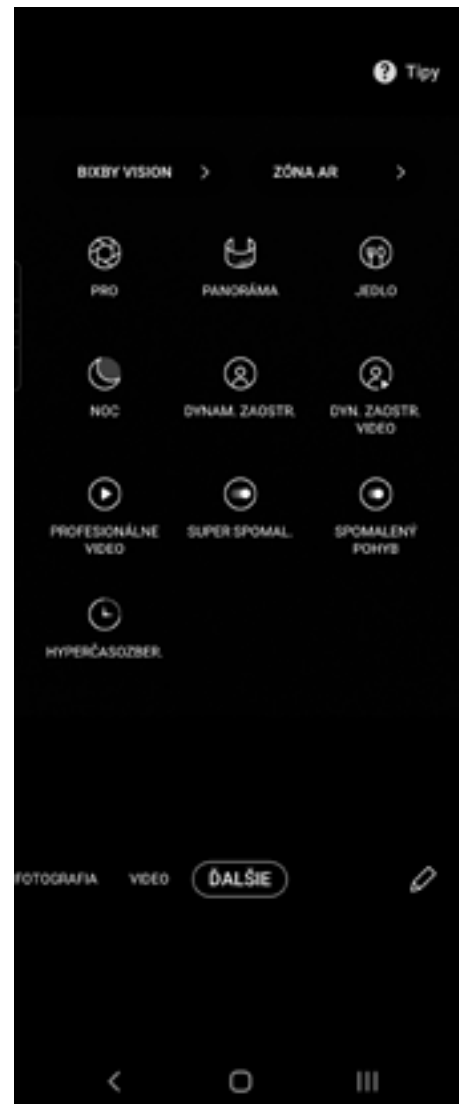 ? Tipy
BIXBY VISION > ZÓNA AR >
PRO PANORÁMA JEDLO
NOC DYNAM. ZAOSTR. DYN. ZAOSTR.
VIDEO
PROFESIONÁLNE SUPER SPOMAL. SPOMALENÝ
VIDEO POHYB
HYPERČASOZBER.
FOTOGRAFIA VIDEO ĎALŠIE